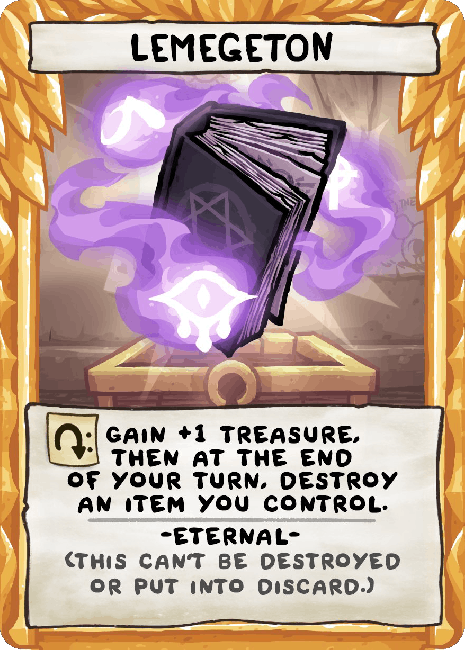 LEMEGETON
: GAIN +1 TREASURE,
THEN AT THE END
OF YOUR TURN, DESTROY
AN ITEM YOU CONTROL.
-ETERNAL-
(THIS CAN'T BE DESTROYED
OR PUT INTO DISCARD.)